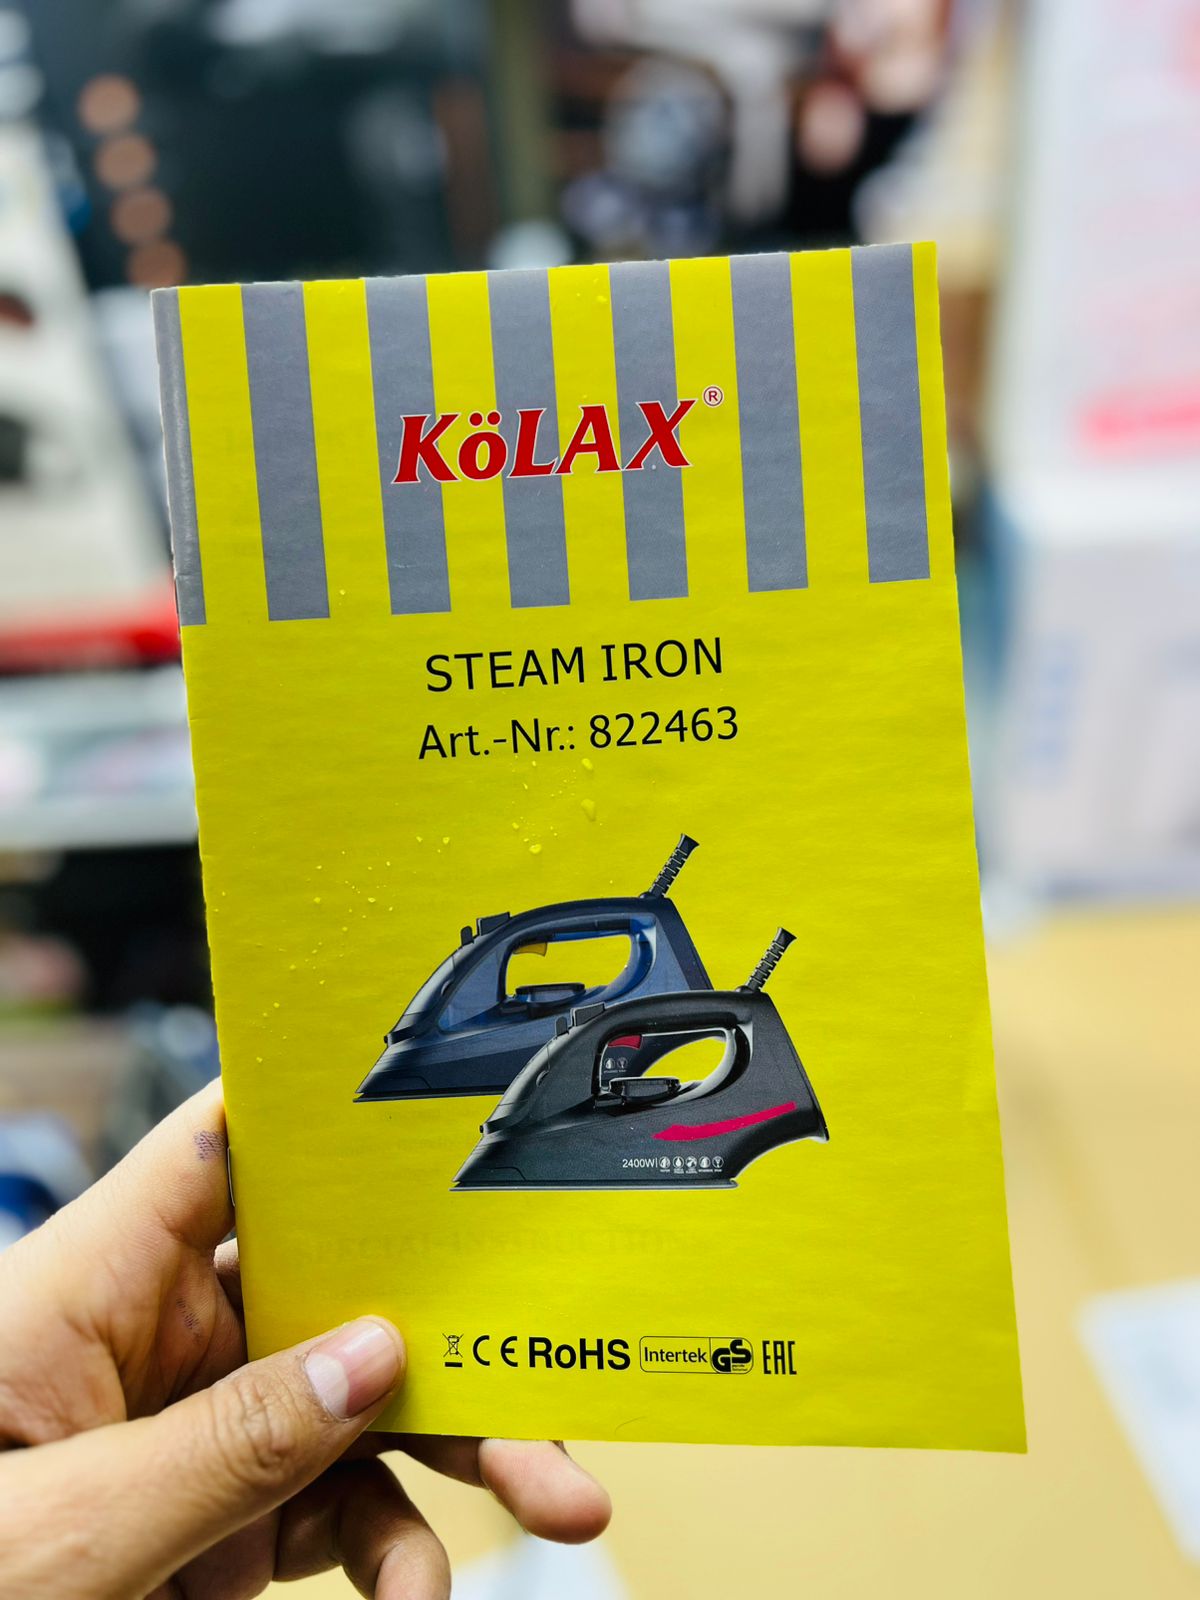 KöLAX®
STEAM IRON
Art.-Nr.: 822463
2400W
CE RoHS Intertek GS EAC